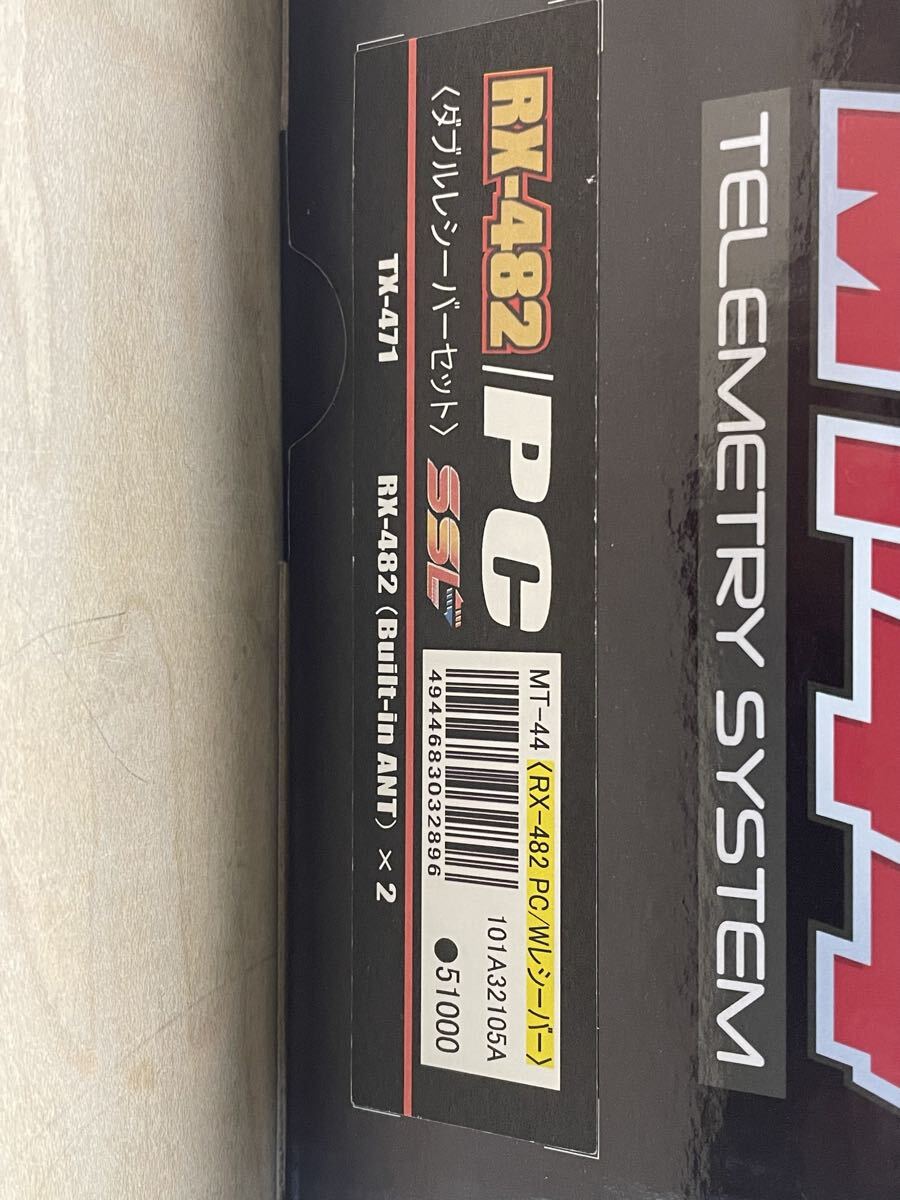 TELEMETRY SYSTEM
RX-482/PC
〈ダブルレシーバーセット〉 SSL
TX-471 RX-482 (Built-in ANT) × 2
MT-44〈RX-482 PC/Wレシーバー〉
101A32105A
4944683032896
●51000